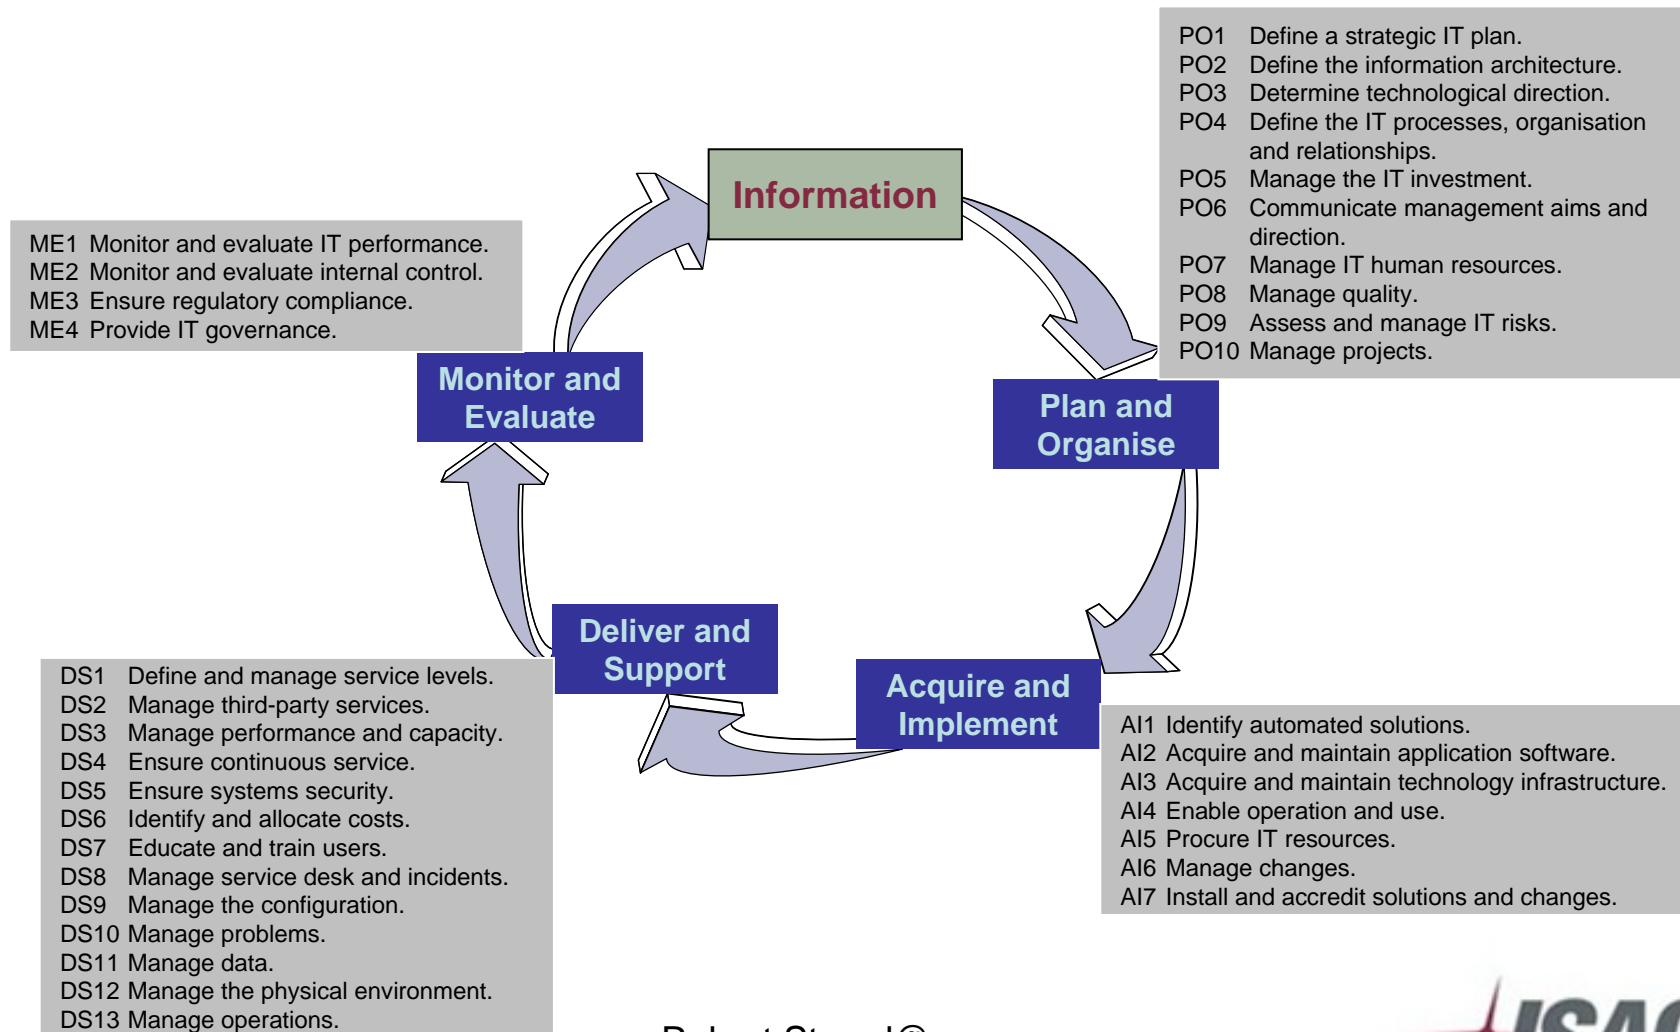 PO1 Define a strategic IT plan.
PO2 Define the information architecture.
PO3 Determine technological direction.
PO4 Define the IT processes, organisation
and relationships.
PO5 Manage the IT investment.
PO6 Communicate management aims and
direction.
PO7 Manage IT human resources.
PO8 Manage quality.
PO9 Assess and manage IT risks.
PO10 Manage projects.
Information
ME1 Monitor and evaluate IT performance.
ME2 Monitor and evaluate internal control.
ME3 Ensure regulatory compliance.
ME4 Provide IT governance.
Monitor and
Evaluate
Plan and
Organise
Deliver and
Support
Acquire and
Implement
DS1 Define and manage service levels.
DS2 Manage third-party services.
DS3 Manage performance and capacity.
DS4 Ensure continuous service.
DS5 Ensure systems security.
DS6 Identify and allocate costs.
DS7 Educate and train users.
DS8 Manage service desk and incidents.
DS9 Manage the configuration.
DS10 Manage problems.
DS11 Manage data.
DS12 Manage the physical environment.
DS13 Manage operations.
AI1 Identify automated solutions.
AI2 Acquire and maintain application software.
AI3 Acquire and maintain technology infrastructure.
AI4 Enable operation and use.
AI5 Procure IT resources.
AI6 Manage changes.
AI7 Install and accredit solutions and changes.